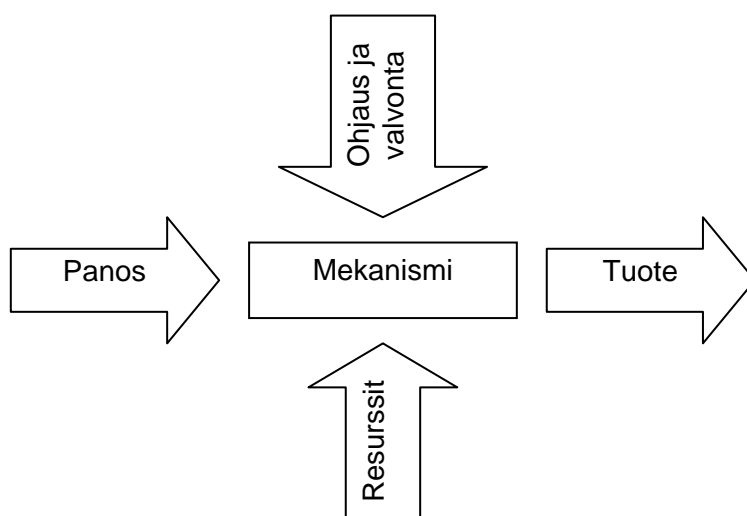 Ohjaus ja
valvonta
Panos
Mekanismi
Tuote
Resurssit